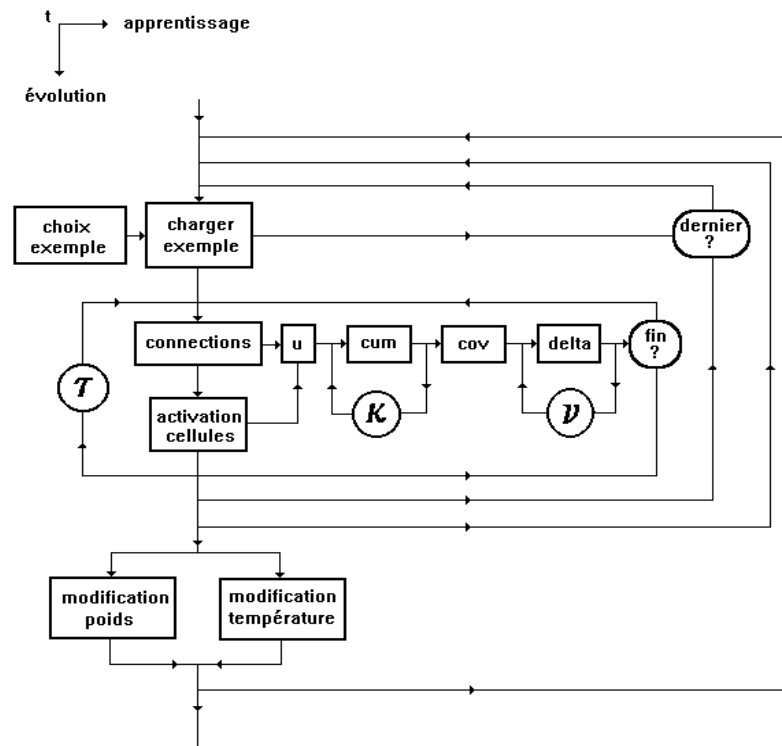 t
apprentissage
évolution
choix
exemple
charger
exemple
dernier
?
connections
u
cum
cov
delta
fin
?
T
K
ν
activation
cellules
modification
poids
modification
température